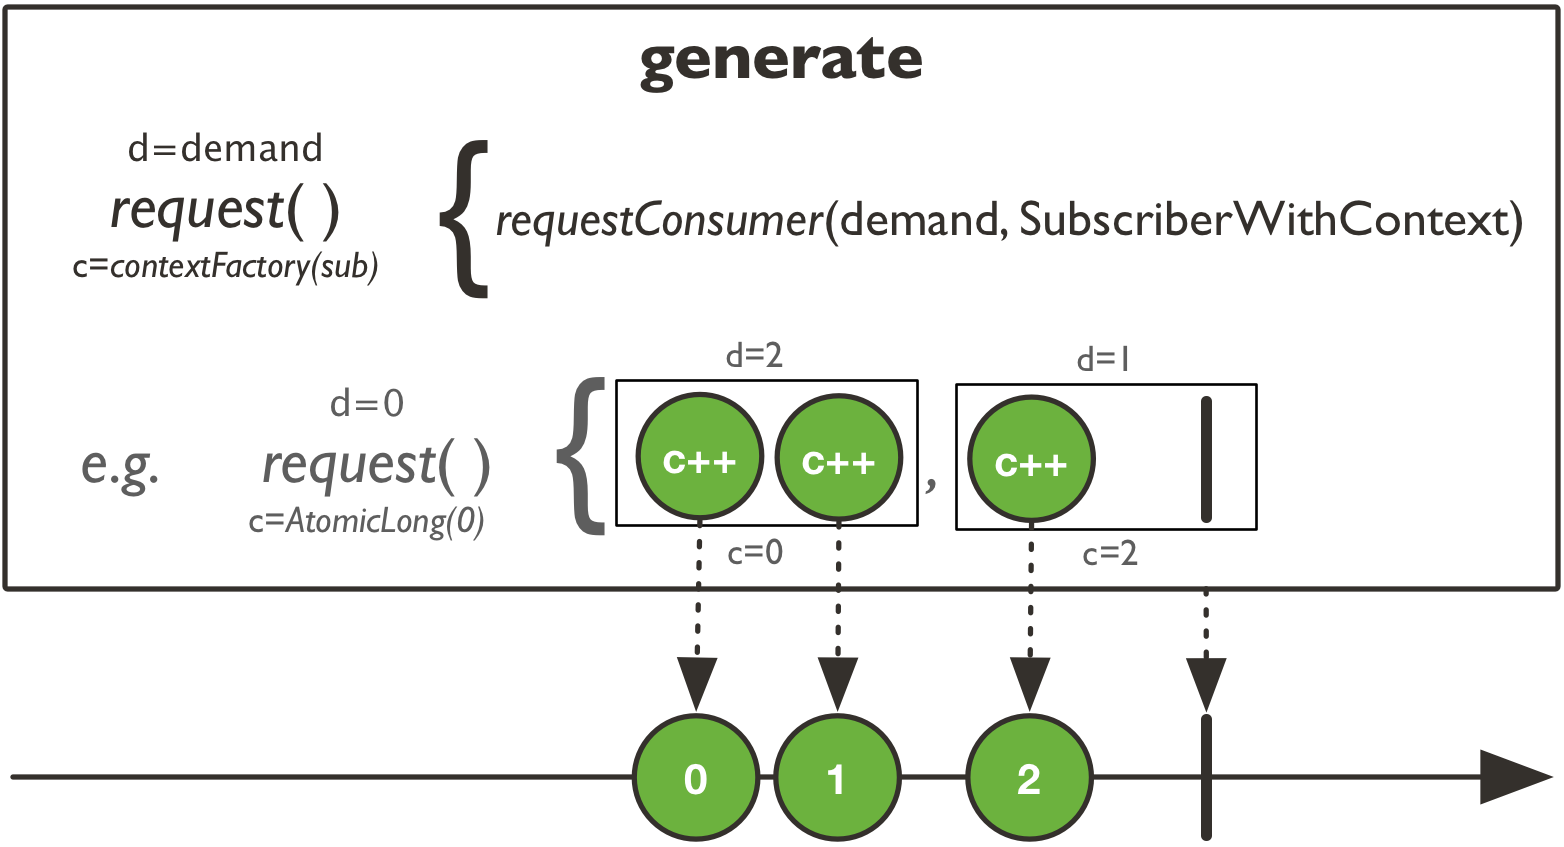 generate
d=demand
request( )
c=contextFactory(sub)
{
requestConsumer(demand, SubscriberWithContext)
e.g.
d=0
request( )
c=AtomicLong(0)
{
d=2
c++ c++
c=0
,
d=1
c++
c=2
0 1 2